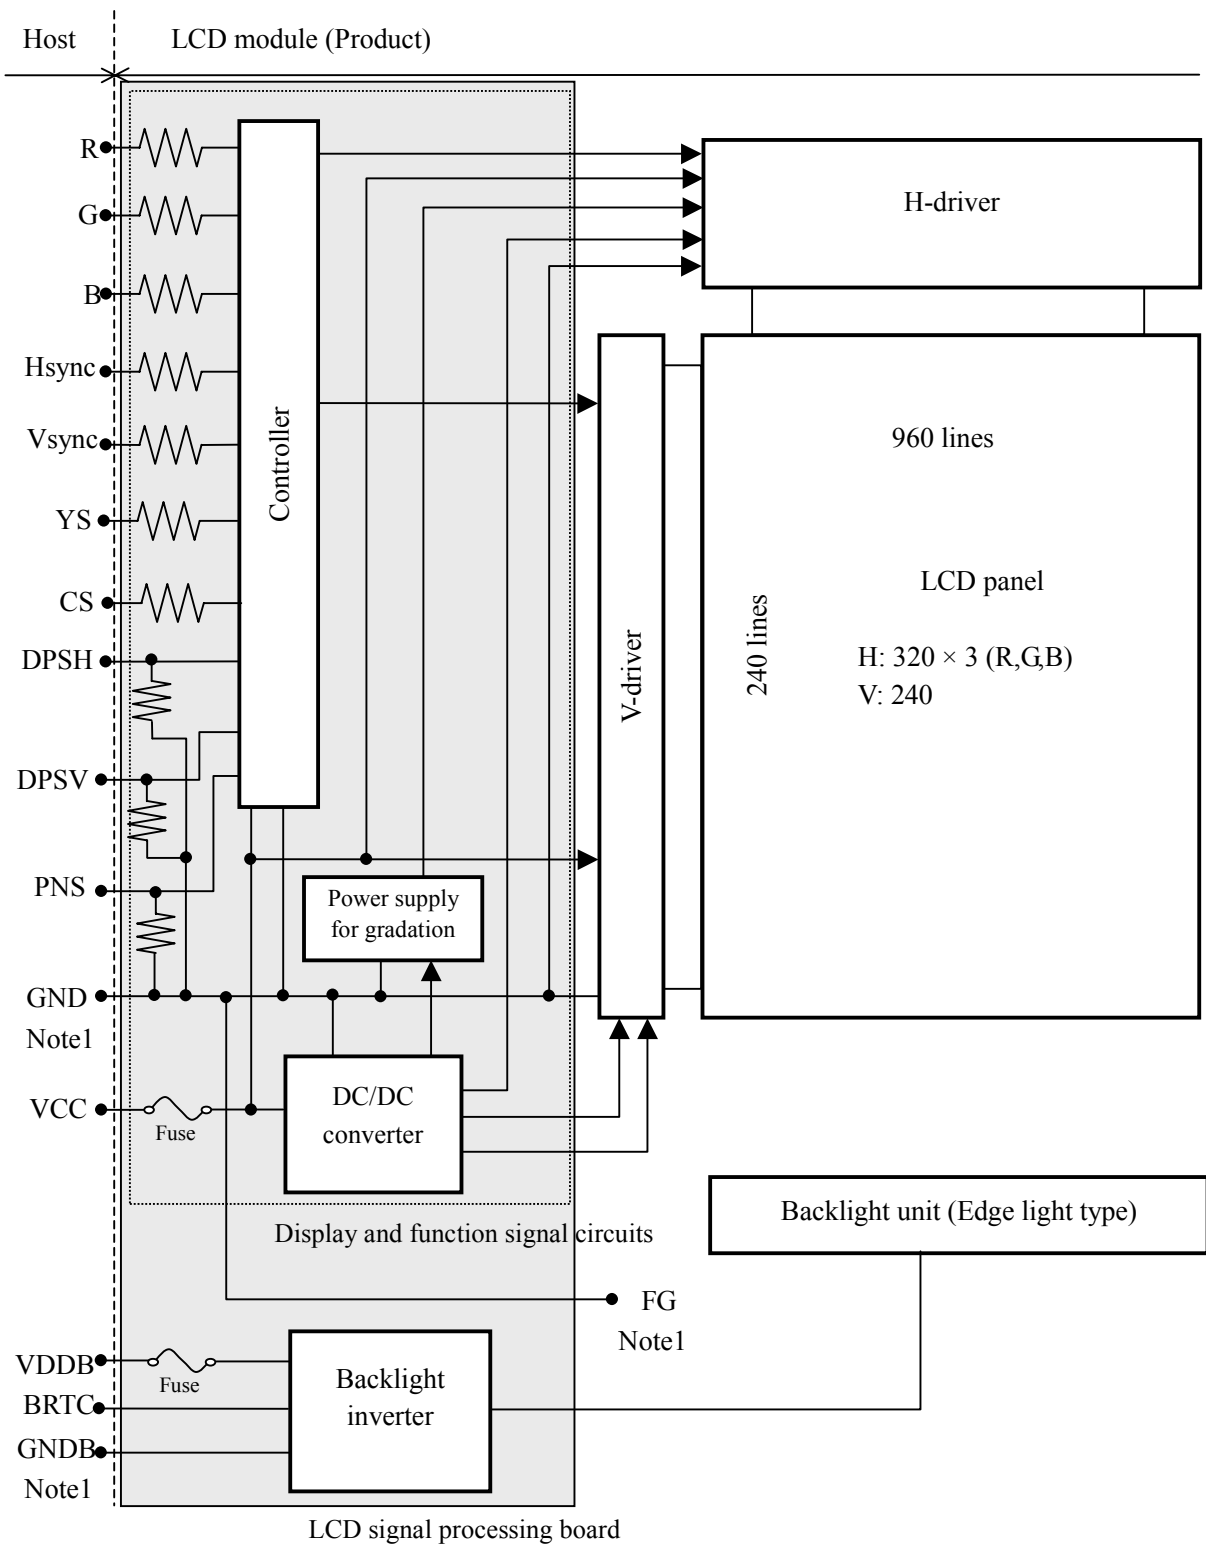 Host
LCD module (Product)
R
G
B
Hsync
Vsync
YS
CS
DPSH
DPSV
PNS
GND
Note1
VCC
Fuse
Controller
Power supply
for gradation
DC/DC
converter
H-driver
V-driver
960 lines
240 lines
LCD panel
H: 320 × 3 (R,G,B)
V: 240
Display and function signal circuits
Backlight unit (Edge light type)
FG
Note1
VDDB
Fuse
BRTC
GNDB
Note1
Backlight
inverter
LCD signal processing board